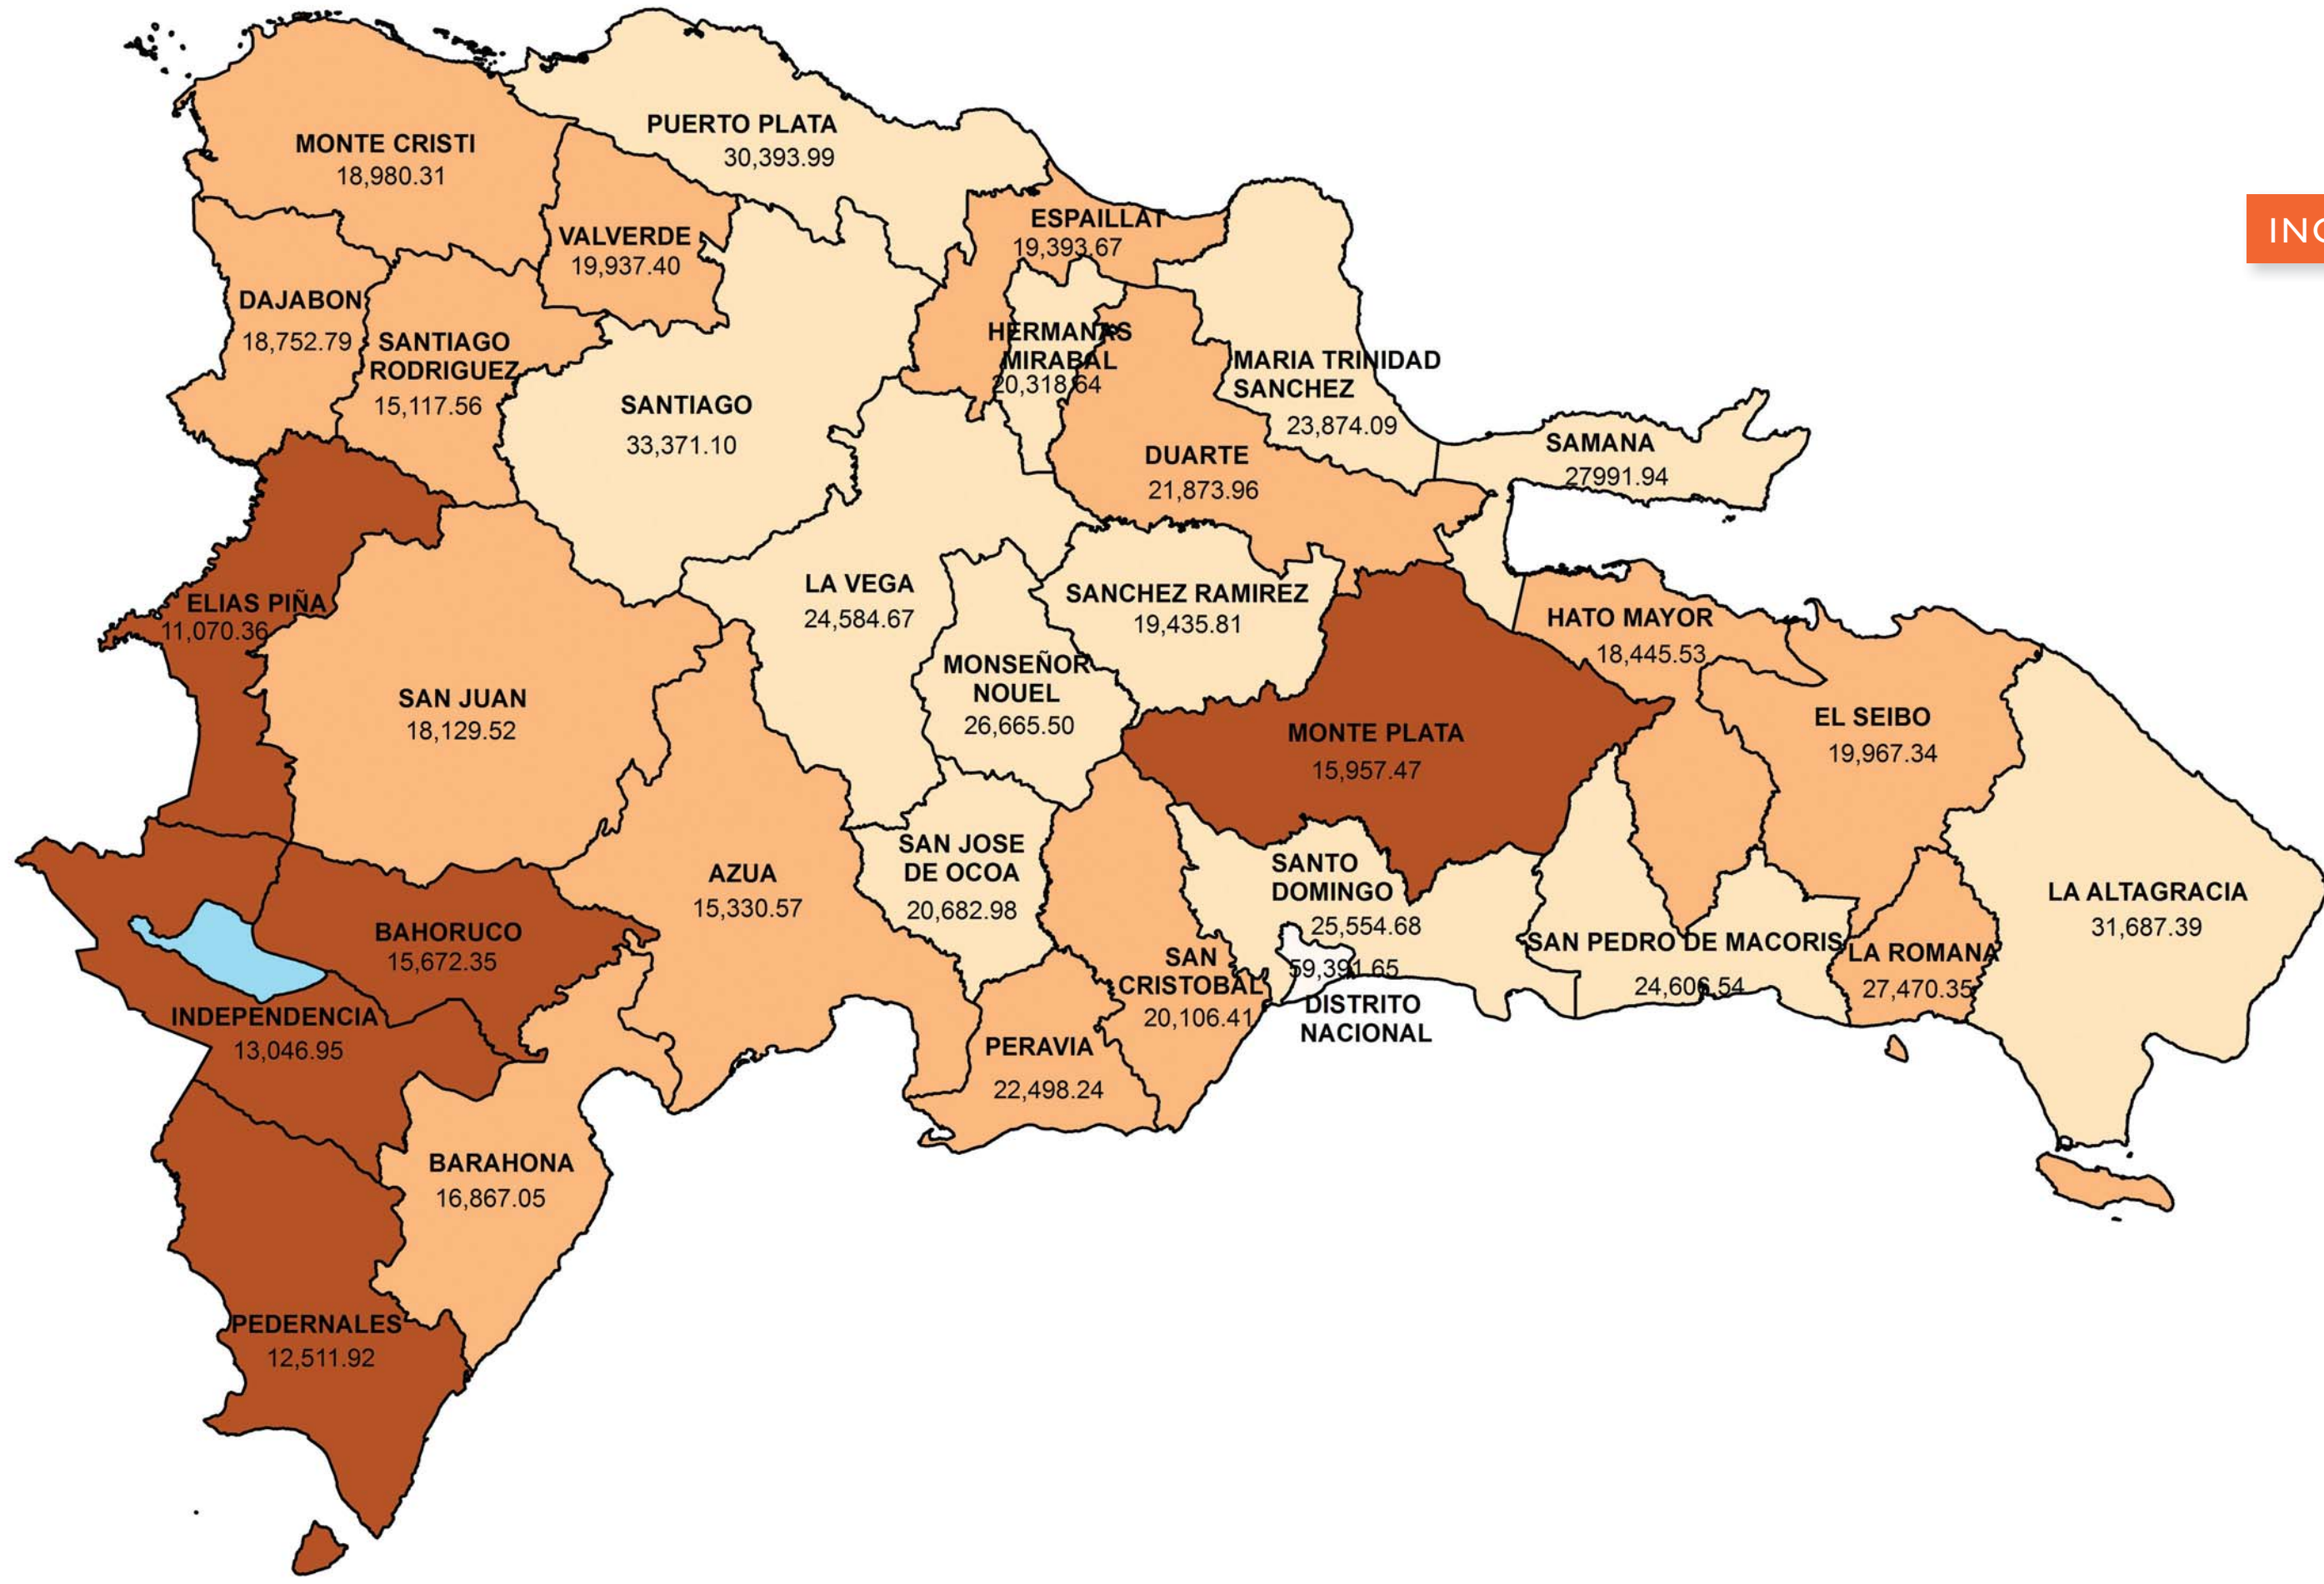 PUERTO PLATA
30,393.99
MONTE CRISTI
18,980.31
ESPAILLAT
19,393.67
VALVERDE
19,937.40
DAJABON
18,752.79
SANTIAGO
RODRIGUEZ
15,117.56
HERMANAS
MIRABAL
20,318.64
MARIA TRINIDAD
SANCHEZ
23,874.09
SANTIAGO
33,371.10
SAMANA
27991.94
DUARTE
21,873.96
ELIAS PIÑA
11,070.36
LA VEGA
24,584.67
SANCHEZ RAMIREZ
19,435.81
HATO MAYOR
18,445.53
MONSEÑOR
NOUEL
26,665.50
SAN JUAN
18,129.52
MONTE PLATA
15,957.47
EL SEIBO
19,967.34
SAN JOSE
DE OCOA
20,682.98
AZUA
15,330.57
SANTO
DOMINGO
25,554.68
LA ALTAGRACIA
31,687.39
BAHORUCO
15,672.35
SAN PEDRO DE MACORIS
24,606.54
LA ROMANA
27,470.35
SAN
CRISTOBAL
20,106.41
59,391.65
DISTRITO
NACIONAL
INDEPENDENCIA
13,046.95
PERAVIA
22,498.24
BARAHONA
16,867.05
PEDERNALES
12,511.92